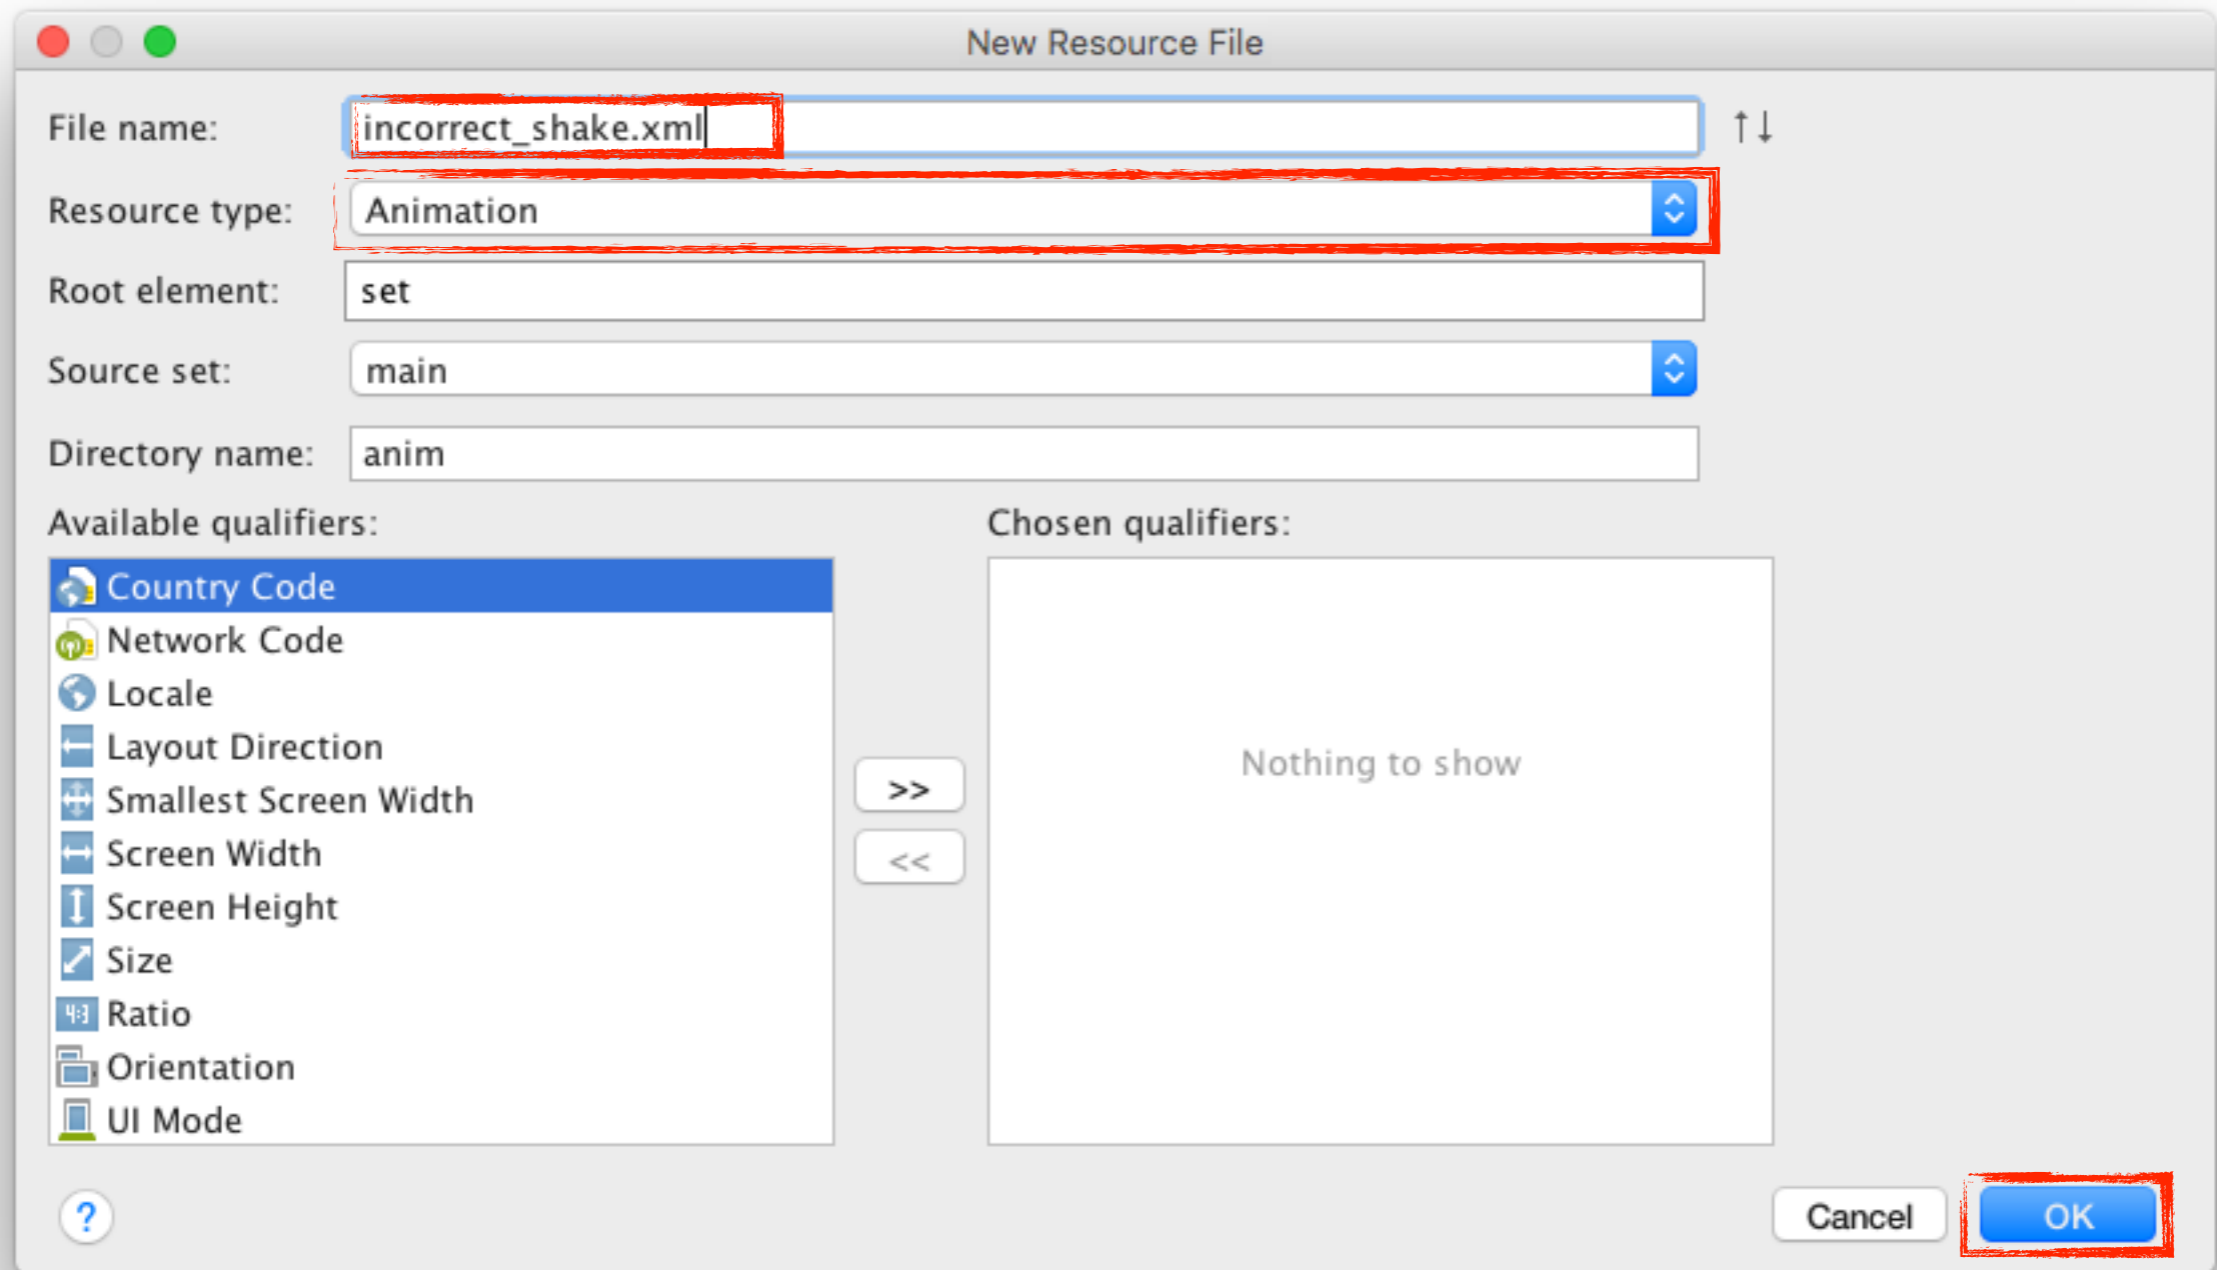 New Resource File
File name: incorrect_shake.xml ↑↓
Resource type: Animation
Root element: set
Source set: main
Directory name: anim
Available qualifiers: Chosen qualifiers:
Country Code
Network Code
Locale
Layout Direction
Nothing to show
Smallest Screen Width
>>
Screen Width
<<
Screen Height
Size
4:3 Ratio
Orientation
UI Mode
? Cancel OK